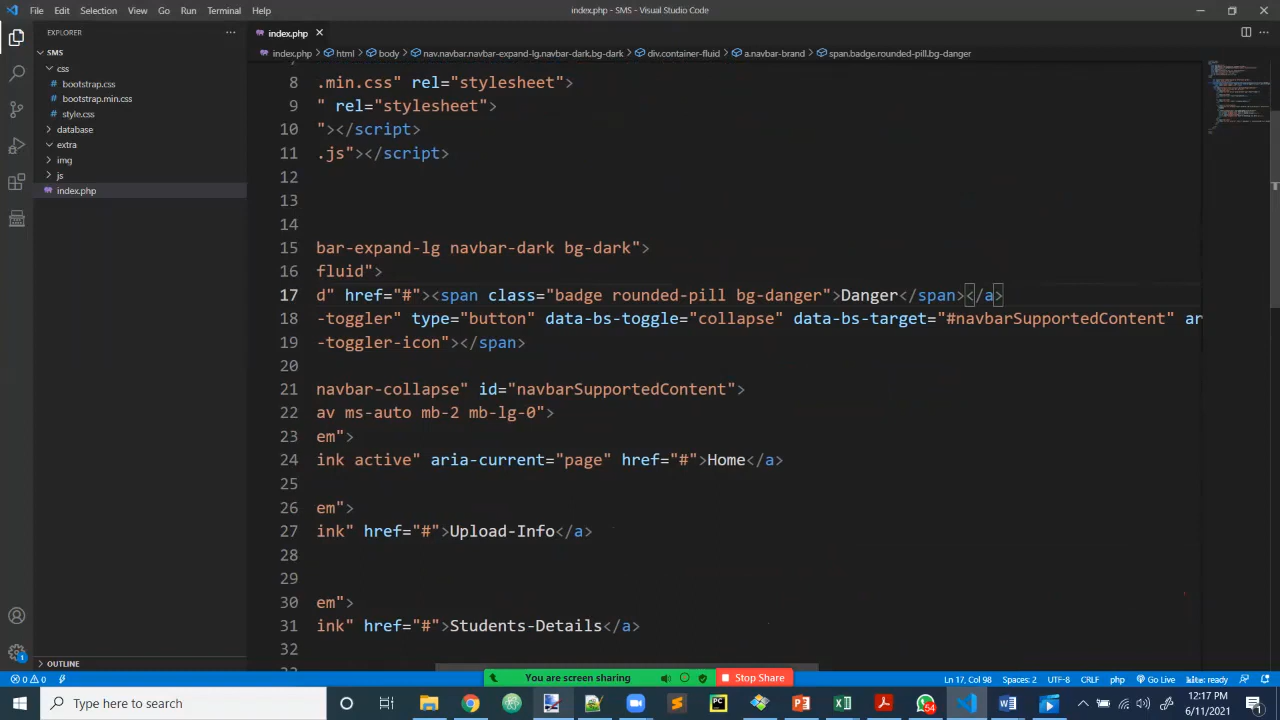 File Edit Selection View Go Run Terminal Help
index.php - SMS - Visual Studio Code
EXPLORER
SMS
css
bootstrap.css
bootstrap.min.css
style.css
database
extra
img
js
index.php
OUTLINE
index.php
index.php html body nav.navbar.navbar-expand-lg.navbar-dark.bg-dark div.container-fluid a.navbar-brand span.badge.rounded-pill.bg-danger
8 .min.css" rel="stylesheet">
9 " rel="stylesheet">
10 "></script>
11 .js"></script>
12
13
14
15 bar-expand-lg navbar-dark bg-dark">
16 fluid">
17 d" href="#"><span class="badge rounded-pill bg-danger">Danger</span></a>
18 -toggler" type="button" data-bs-toggle="collapse" data-bs-target="#navbarSupportedContent" ar
19 -toggler-icon"></span>
20
21 navbar-collapse" id="navbarSupportedContent">
22 av ms-auto mb-2 mb-lg-0">
23 em">
24 ink active" aria-current="page" href="#">Home</a>
25
26 em">
27 ink" href="#">Upload-Info</a>
28
29
30 em">
31 ink" href="#">Students-Details</a>
32
You are screen sharing Stop Share
0 0 Ln 17, Col 98 Spaces: 2 UTF-8 CRLF php Go Live kite: ready
Type here to search
54
12:17 PM
6/11/2021
1